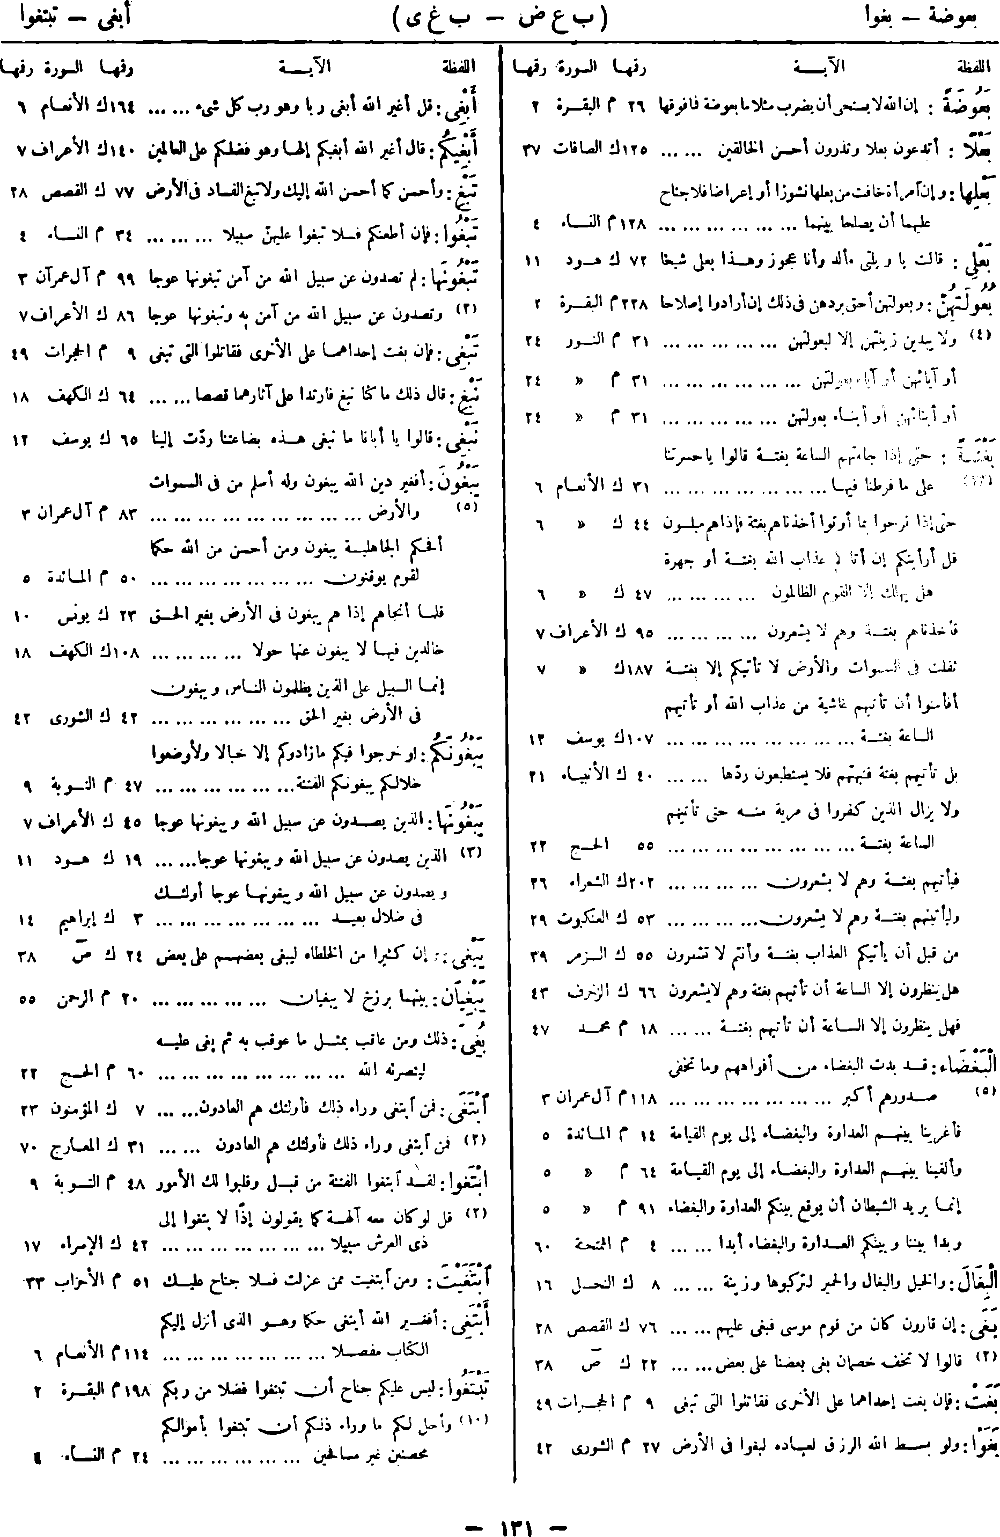 بعوضة – بغوا (ب ع ض – ب غ ى) أبغى – تبتغوا
اللفظة الآيـــة رقمها السورة رقمها
بَعُوضَةً : إن الله لا يستحى أن يضرب مثلا ما بعوضة فما فوقها ٢٦ م البقرة ٢
بَعْلًا : أتدعون بعلا وتذرون أحسن الخالقين ... ... ١٢٥ك الصافات ٣٧
بَعْلِها : وإن امرأة خافت من بعلها نشوزا أو إعراضا فلا جناح
عليهما أن يصلحا بينهما ... ... ... ... ... ... ١٢٨م النساء ٤
بَعْلِى : قالت يا ويلتى ءألد وأنا عجوز وهذا بعلى شيخا ٧٢ ك هود ١١
بُعُولَتُهُنَّ : وبعولتهن أحق بردهن فى ذلك إن أرادوا إصلاحا ٢٢٨م البقرة ٢
(٤) ولا يبدين زينتهن إلا لبعولتهن ... ... ... ... ... ٣١ م النور ٢٤
أو آبائهن أو آباء بعولتهن ... ... ... ... ... ... ٣١ م » ٢٤
أو أبنائهن أو أبناء بعولتهن ... ... ... ... ... ٣١ م » ٢٤
بَغْتَةً : حتى إذا جاءتهم الساعة بغتة قالوا يا حسرتنا
(١٣) على ما فرطنا فيها ... ... ... ... ... ... ... ٣١ ك الأنعام ٦
حتى إذا فرحوا بما أوتوا أخذناهم بغتة فإذا هم مبلسون ٤٤ ك » ٦
قل أرأيتكم إن أتاكم عذاب الله بغتة أو جهرة
هل يهلك إلا القوم الظالمون ... ... ... ... ٤٧ ك » ٦
فأخذناهم بغتة وهم لا يشعرون ... ... ... ... ٩٥ ك الأعراف ٧
ثقلت فى السموات والأرض لا تأتيكم إلا بغتة ١٨٧ك » ٧
أفأمنوا أن تأتيهم غاشية من عذاب الله أو تأتيهم
الساعة بغتة ... ... ... ... ... ... ... ... ... ١٠٧ك يوسف ١٢
بل تأتيهم بغتة فتبهتهم فلا يستطيعون ردّها ... ... ٤٠ ك الأنبياء ٢١
ولا يزال الذين كفروا فى مرية منه حتى تأتيهم
الساعة بغتة ... ... ... ... ... ... ... ... ... ٥٥ الحج ٢٢
فيأتيهم بغتة وهم لا يشعرون ... ... ... ... ... ٢٠٢ك الشعراء ٢٦
وليأتينهم بغتة وهم لا يشعرون ... ... ... ... ... ٥٣ ك العنكبوت ٢٩
من قبل أن يأتيكم العذاب بغتة وأنتم لا تشعرون ٥٥ ك الزمر ٣٩
هل ينظرون إلا الساعة أن تأتيهم بغتة وهم لا يشعرون ٦٦ ك الزخرف ٤٣
فهل ينظرون إلا الساعة أن تأتيهم بغتة ... ... ١٨ م محمد ٤٧
الْبَغْضَاء : قد بدت البغضاء من أفواههم وما تخفى
(٥) صدورهم أكبر ... ... ... ... ... ... ... ... ١١٨م آل عمران ٣
فأغرينا بينهم العداوة والبغضاء إلى يوم القيامة ١٤ م المائدة ٥
وألقينا بينهم العداوة والبغضاء إلى يوم القيامة ٦٤ م » ٥
إنما يريد الشيطان أن يوقع بينكم العداوة والبغضاء ٩١ م » ٥
وبدا بيننا وبينكم العداوة والبغضاء أبدا ... ... ٤ م الممتحنة ٦٠
الْبِغَالَ : والخيل والبغال والحمير لتركبوها وزينة ... ... ٨ ك النحل ١٦
بَغَى : إن قارون كان من قوم موسى فبغى عليهم ... ... ٧٦ ك القصص ٢٨
(٢) قالوا لا تخف خصمان بغى بعضنا على بعض ... ... ٢٢ ك صٓ ٣٨
بَغَتْ : فإن بغت إحداهما على الأخرى فقاتلوا التى تبغى ٩ م الحجرات ٤٩
بَغَوْا : ولو بسط الله الرزق لعباده لبغوا فى الأرض ٢٧ م الشورى ٤٢
اللفظة الآيـــة رقمها السورة رقمها
أَبْغِى : قل أغير الله أبغى ربا وهو رب كل شىء ... ... ١٦٤ك الأنعام ٦
أَبْغِيكُمْ : قال أغير الله أبغيكم إلها وهو فضلكم على العالمين ١٤٠ك الأعراف ٧
تَبْغِ : وأحسن كما أحسن الله إليك ولا تبغ الفساد فى الأرض ٧٧ ك القصص ٢٨
تَبْغُوا : فإن أطعنكم فلا تبغوا عليهن سبيلا ... ... ... ٣٤ م النساء ٤
تَبْغُونَهَا : لم تصدون عن سبيل الله من آمن تبغونها عوجا ٩٩ م آل عمران ٣
(٢) وتصدون عن سبيل الله من آمن به وتبغونها عوجا ٨٦ ك الأعراف ٧
تَبْغِى : فإن بغت إحداهما على الأخرى فقاتلوا التى تبغى ٩ م الحجرات ٤٩
نَبْغِ : قال ذلك ما كنا نبغ فارتدا على آثارهما قصصا ... ... ٦٤ ك الكهف ١٨
نَبْغِى : قالوا يا أبانا ما نبغى هذه بضاعتنا ردّت إلينا ٦٥ ك يوسف ١٢
يَبْغُونَ : أفغير دين الله يبغون وله أسلم من فى السموات
(٥) والأرض ... ... ... ... ... ... ... ... ... ٨٣ م آل عمران ٣
أفحكم الجاهلية يبغون ومن أحسن من الله حكما
لقوم يوقنون ... ... ... ... ... ... ... ... ٥٠ م المائدة ٥
فلما أنجاهم إذا هم يبغون فى الأرض بغير الحق ٢٣ ك يونس ١٠
خالدين فيها لا يبغون عنها حولا ... ... ... ... ١٠٨ك الكهف ١٨
إنما السبيل على الذين يظلمون الناس ويبغون
فى الأرض بغير الحق ... ... ... ... ... ... ... ٤٢ ك الشورى ٤٢
يَبْغُونَكُمُ : لو خرجوا فيكم ما زادوكم إلا خبالا ولأوضعوا
خلالكم يبغونكم الفتنة ... ... ... ... ... ... ٤٧ م التوبة ٩
يَبْغُونَهَا : الذين يصدون عن سبيل الله ويبغونها عوجا ٤٥ ك الأعراف ٧
(٣) الذين يصدون عن سبيل الله ويبغونها عوجا ... ... ١٩ ك هود ١١
ويصدون عن سبيل الله ويبغونها عوجا أولئك
فى ضلال بعيد ... ... ... ... ... ... ... ... ٣ ك إبراهيم ١٤
يَبْغِى : وإن كثيرا من الخلطاء ليبغى بعضهم على بعض ٢٤ ك صٓ ٣٨
يَبْغِيَانِ : بينهما برزخ لا يبغيان ... ... ... ... ... ... ٢٠ م الرحمن ٥٥
بُغِىَ : ذلك ومن عاقب بمثل ما عوقب به ثم بغى عليه
لينصرنه الله ... ... ... ... ... ... ... ... ... ٦٠ م الحج ٢٢
ابْتَغَى : فمن ابتغى وراء ذلك فأولئك هم العادون ... ... ٧ ك المؤمنون ٢٣
(٢) فمن ابتغى وراء ذلك فأولئك هم العادون ... ... ٣١ ك المعارج ٧٠
ابْتَغَوُا : لقد ابتغوا الفتنة من قبل وقلبوا لك الأمور ٤٨ م التوبة ٩
(٢) قل لو كان معه آلهة كما يقولون إذًا لابتغوا إلى
ذى العرش سبيلا ... ... ... ... ... ... ... ... ٤٢ ك الإسراء ١٧
ابْتَغَيْتَ : ومن ابتغيت ممن عزلت فلا جناح عليك ٥١ م الأحزاب ٣٣
أَبْتَغِى : أفغير الله أبتغى حكما وهو الذى أنزل إليكم
الكتاب مفصلا ... ... ... ... ... ... ... ... ١١٤م الأنعام ٦
تَبْتَغُوا : ليس عليكم جناح أن تبتغوا فضلا من ربكم ١٩٨م البقرة ٢
(١٠) وأحل لكم ما وراء ذلكم أن تبتغوا بأموالكم
محصنين غير مسافحين ... ... ... ... ... ... ... ٢٤ م النساء ٤
– ١٣١ –